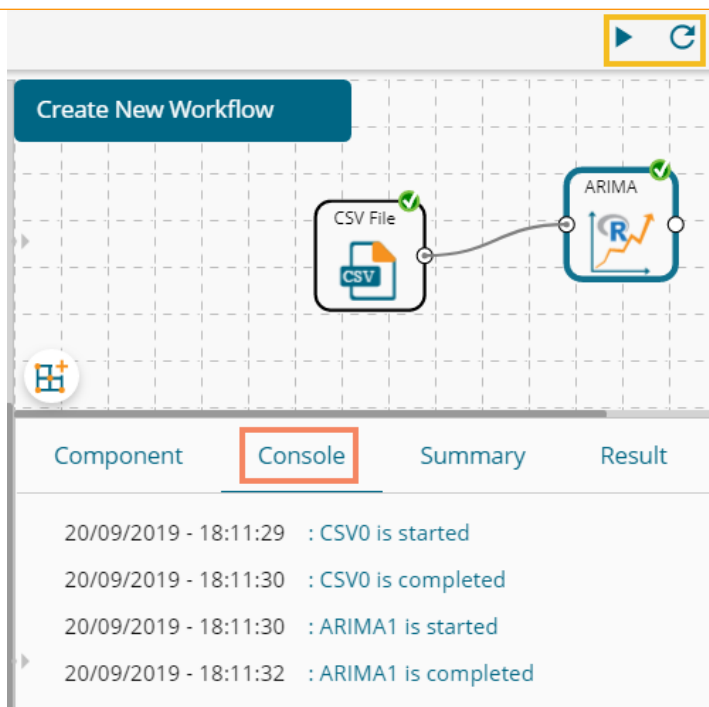 Create New Workflow
ARIMA
R
CSV File
CSV
Component Console Summary Result
20/09/2019 - 18:11:29 : CSV0 is started
20/09/2019 - 18:11:30 : CSV0 is completed
20/09/2019 - 18:11:30 : ARIMA1 is started
20/09/2019 - 18:11:32 : ARIMA1 is completed